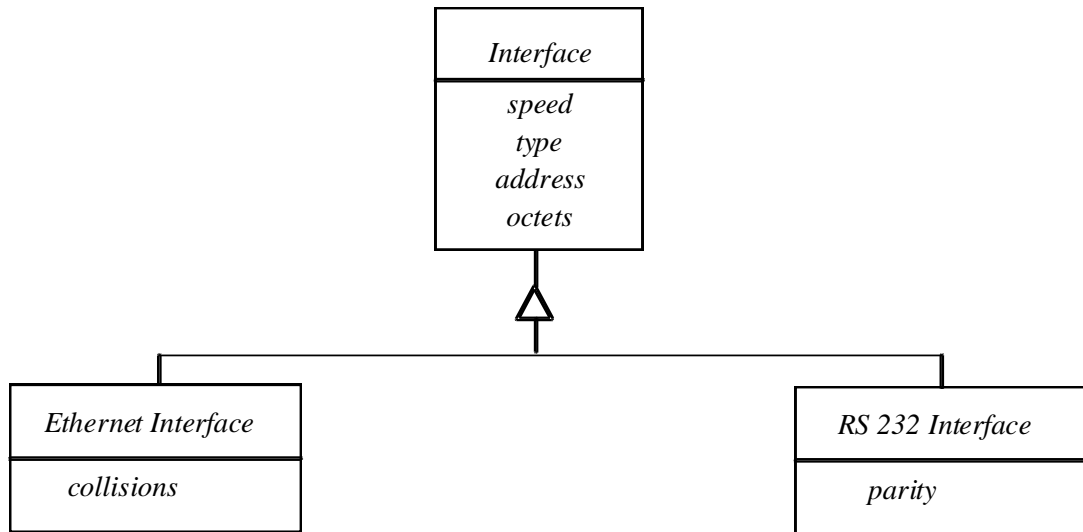 Interface
speed
type
address
octets
Ethernet Interface
collisions
RS 232 Interface
parity